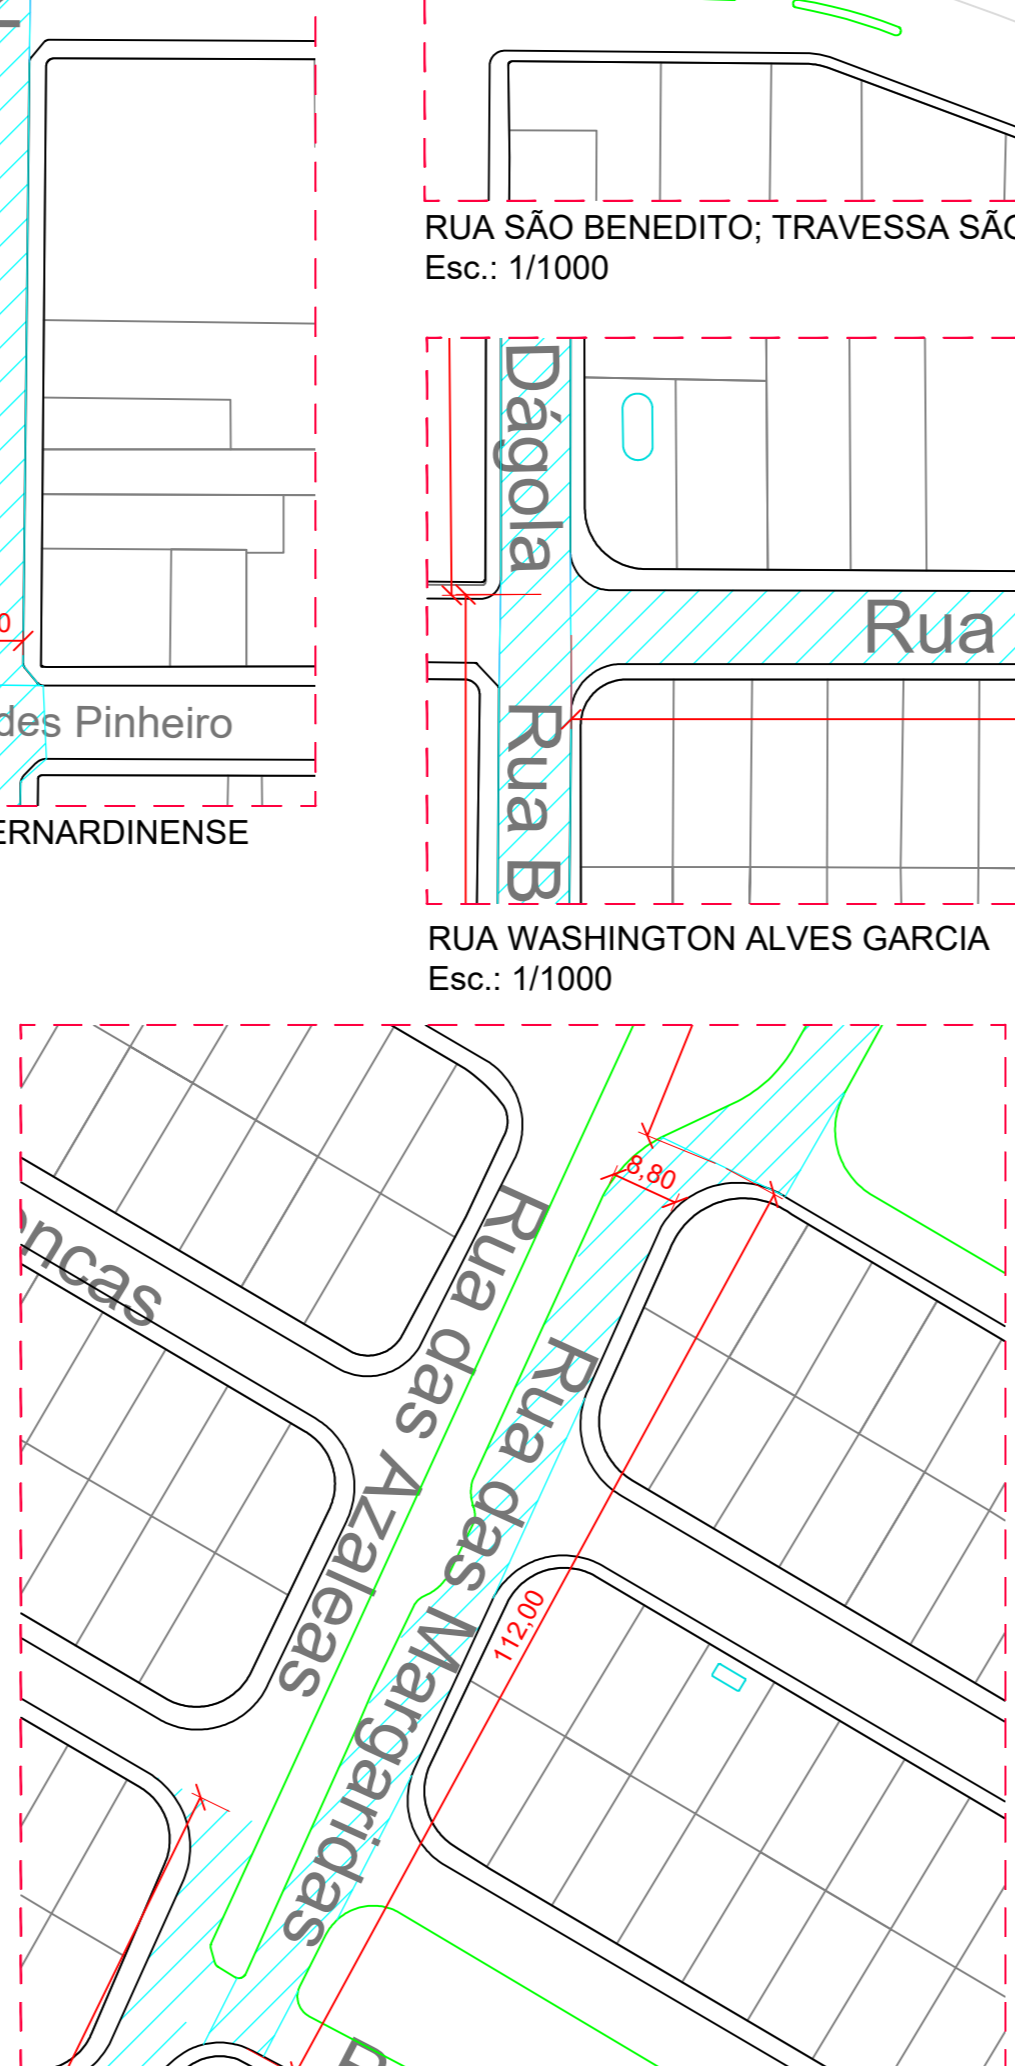 RUA SÃO BENEDITO; TRAVESSA SÃO
Esc.: 1/1000
Dágola
Rua
Rua B
0
des Pinheiro
ERNARDINENSE
RUA WASHINGTON ALVES GARCIA
Esc.: 1/1000
8,80
Rua das Azaleas
ncas
Rua das Margaridas
112,00